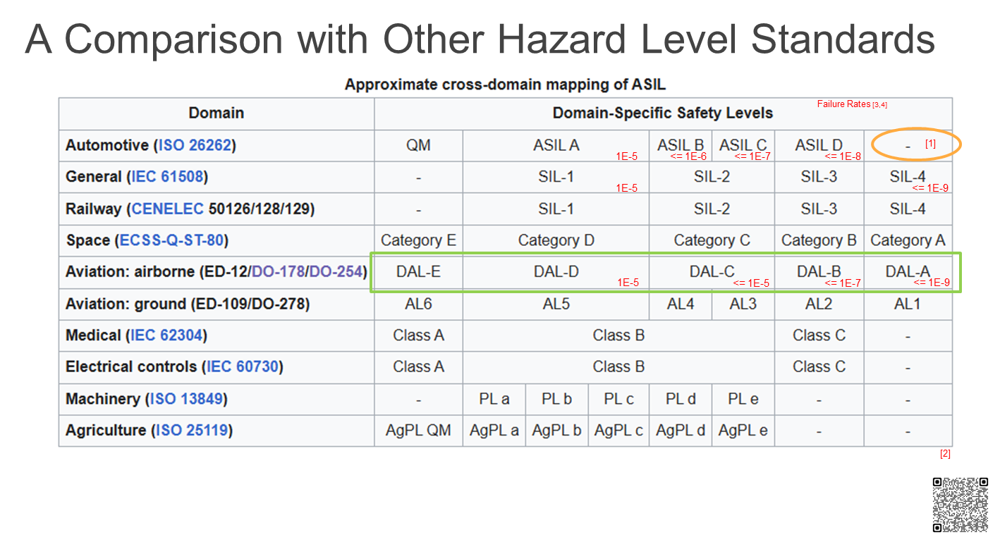 A Comparison with Other Hazard Level Standards
Approximate cross-domain mapping of ASIL
Domain Domain-Specific Safety Levels Failure Rates [3,4]
Automotive (ISO 26262) QM ASIL A 1E-5 ASIL B <= 1E-6 ASIL C <= 1E-7 ASIL D <= 1E-8 - [1]
General (IEC 61508) - SIL-1 1E-5 SIL-2 SIL-3 SIL-4 <= 1E-9
Railway (CENELEC 50126/128/129) - SIL-1 SIL-2 SIL-3 SIL-4
Space (ECSS-Q-ST-80) Category E Category D Category C Category B Category A
Aviation: airborne (ED-12/DO-178/DO-254) DAL-E DAL-D 1E-5 DAL-C <= 1E-5 DAL-B <= 1E-7 DAL-A <= 1E-9
Aviation: ground (ED-109/DO-278) AL6 AL5 AL4 AL3 AL2 AL1
Medical (IEC 62304) Class A Class B Class C -
Electrical controls (IEC 60730) Class A Class B Class C -
Machinery (ISO 13849) - PL a PL b PL c PL d PL e - -
Agriculture (ISO 25119) AgPL QM AgPL a AgPL b AgPL c AgPL d AgPL e - -
[2]